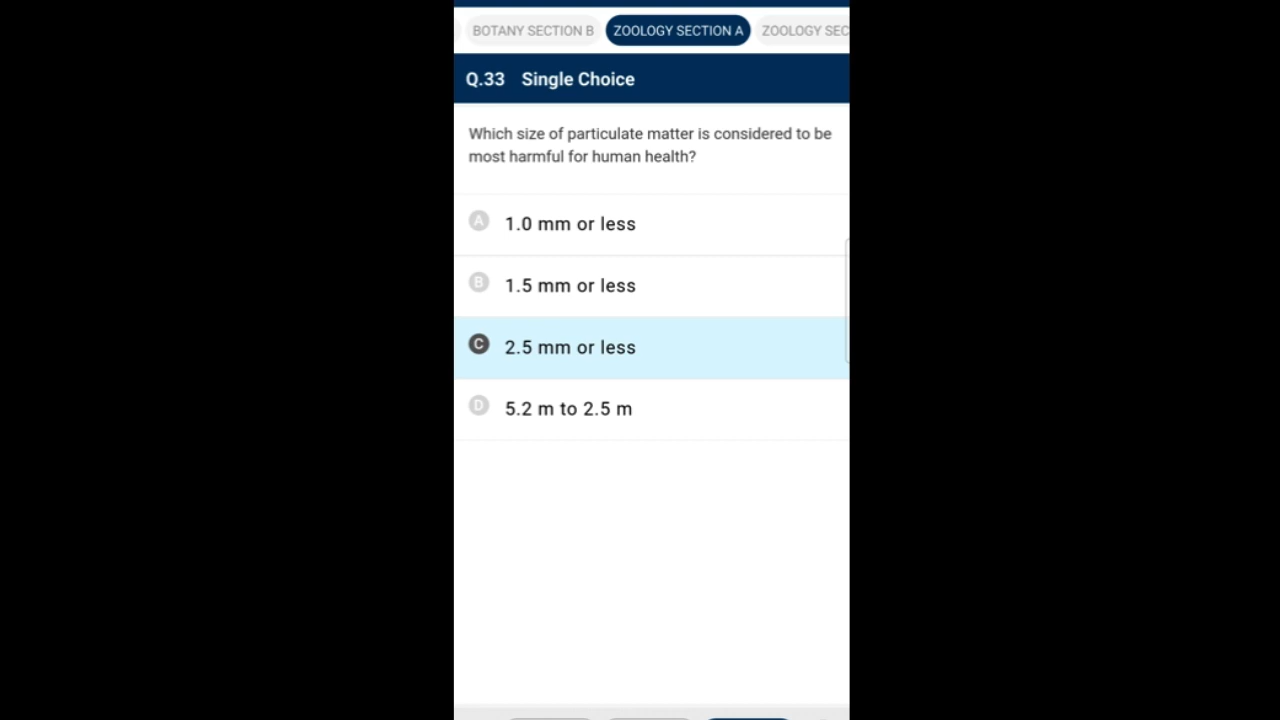 BOTANY SECTION B ZOOLOGY SECTION A ZOOLOGY SEC
Q.33 Single Choice
Which size of particulate matter is considered to be
most harmful for human health?
A 1.0 mm or less
B 1.5 mm or less
C 2.5 mm or less
D 5.2 m to 2.5 m